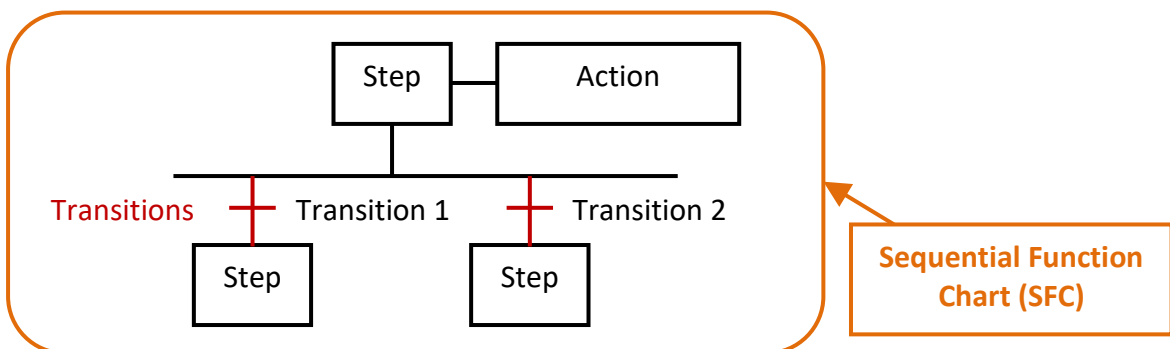 Step
Action
Transitions
Transition 1
Transition 2
Step
Step
Sequential Function
Chart (SFC)